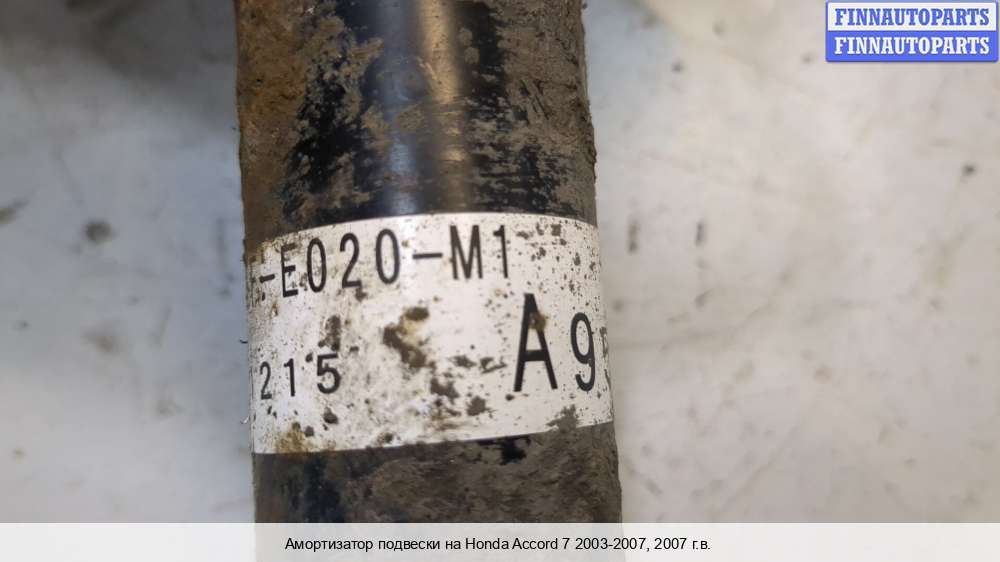 FINNAUTOPARTS
FINNAUTOPARTS
-E020-M1
215 A9
Амортизатор подвески на Honda Accord 7 2003-2007, 2007 г.в.